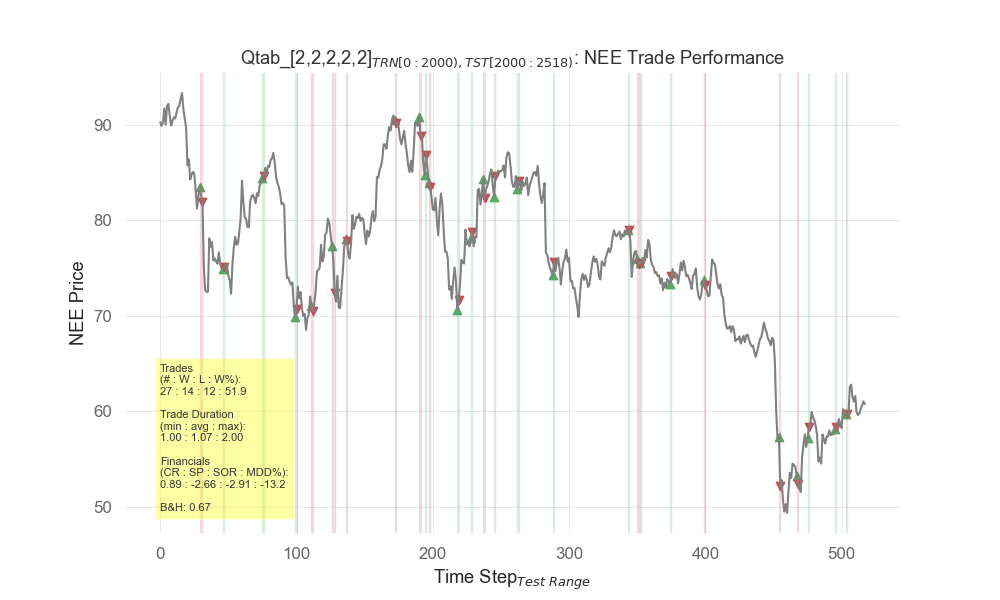 Qtab_[2,2,2,2,2]TRN[0 : 2000), TST[2000 : 2518) : NEE Trade Performance
NEE Price
90
80
70
60
50
Trades
(# : W : L : W%):
27 : 14 : 12 : 51.9
Trade Duration
(min : avg : max):
1.00 : 1.07 : 2.00
Financials
(CR : SP : SOR : MDD%):
0.89 : -2.66 : -2.91 : -13.2
B&H: 0.67
0 100 200 300 400 500
Time StepTest Range